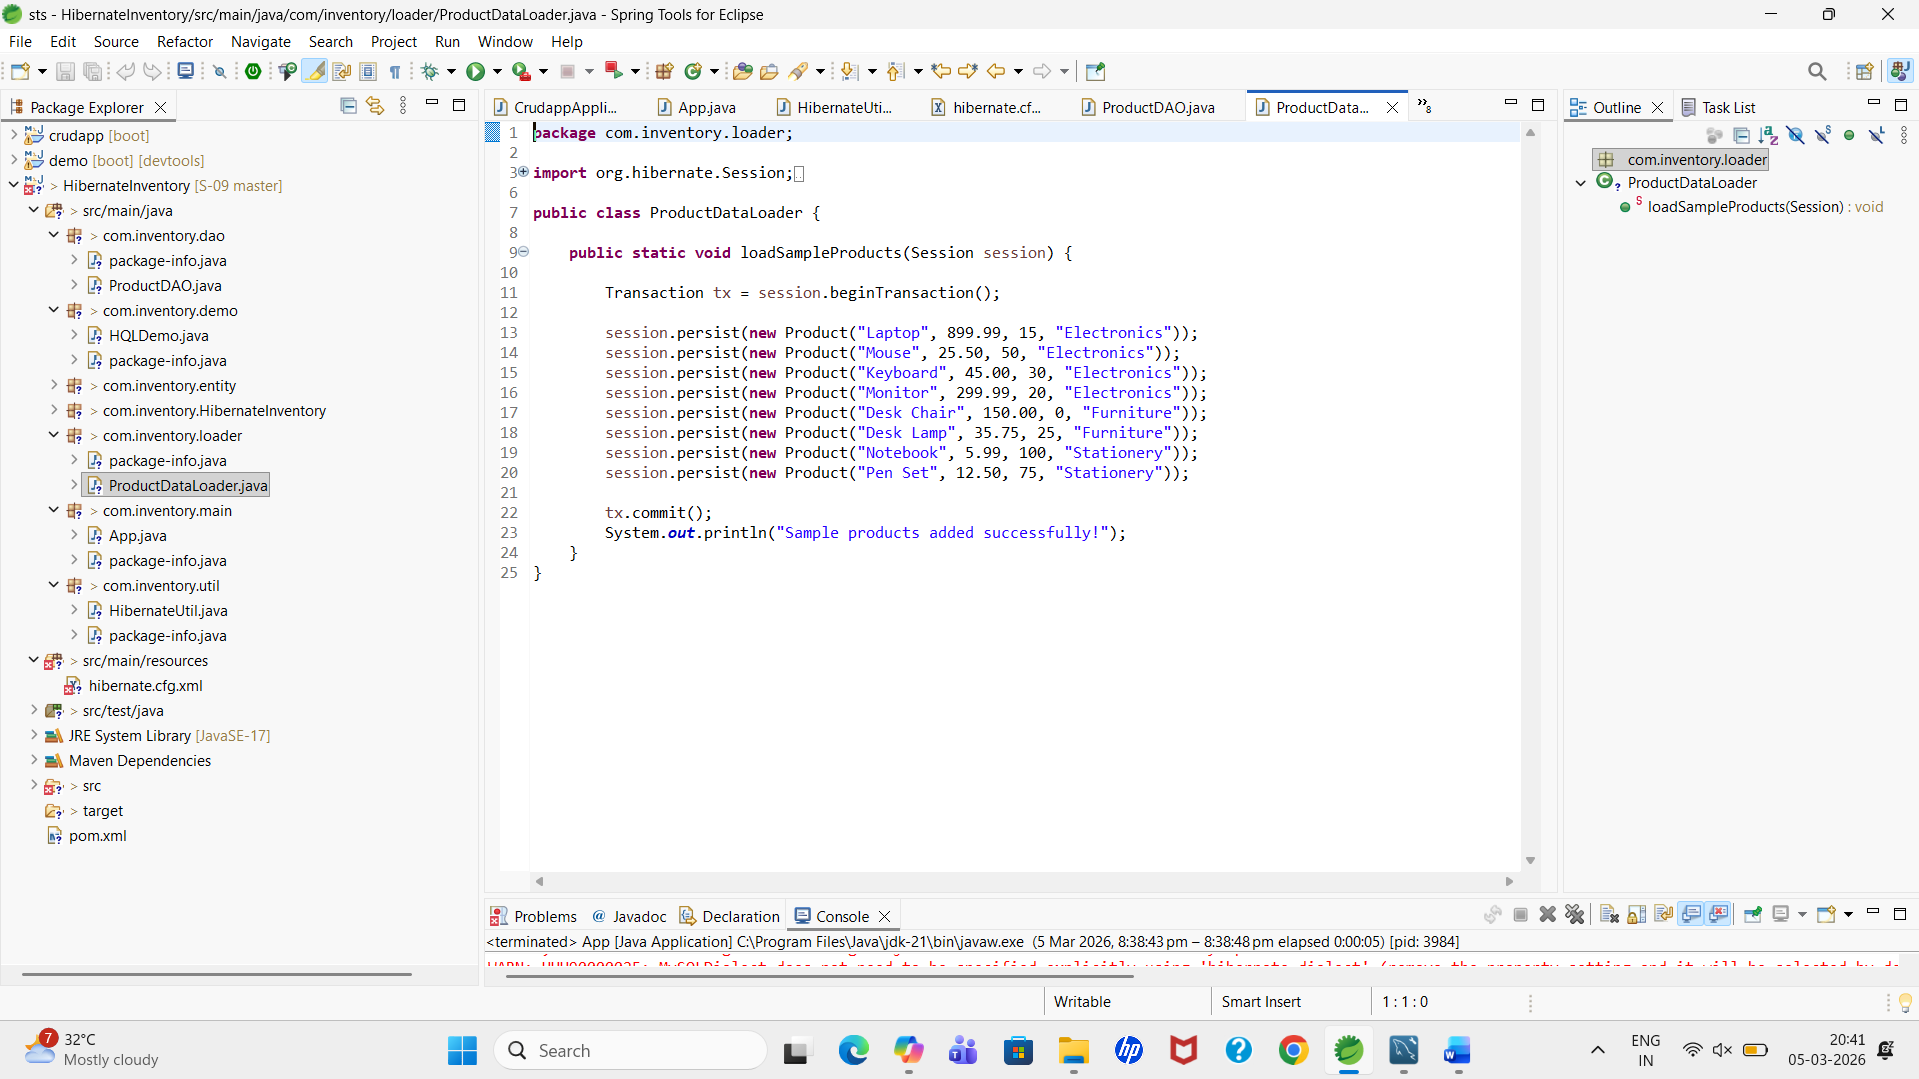 sts - HibernateInventory/src/main/java/com/inventory/loader/ProductDataLoader.java - Spring Tools for Eclipse
File Edit Source Refactor Navigate Search Project Run Window Help
Package Explorer
crudapp [boot]
demo [boot] [devtools]
> HibernateInventory [S-09 master]
> src/main/java
> com.inventory.dao
package-info.java
ProductDAO.java
> com.inventory.demo
HQLDemo.java
package-info.java
> com.inventory.entity
> com.inventory.HibernateInventory
> com.inventory.loader
package-info.java
ProductDataLoader.java
> com.inventory.main
App.java
package-info.java
> com.inventory.util
HibernateUtil.java
package-info.java
> src/main/resources
hibernate.cfg.xml
> src/test/java
JRE System Library [JavaSE-17]
Maven Dependencies
> src
> target
pom.xml
CrudappAppli... App.java HibernateUti... hibernate.cf... ProductDAO.java ProductData... »8
1 package com.inventory.loader;
2
3 import org.hibernate.Session;
6
7 public class ProductDataLoader {
8
9 public static void loadSampleProducts(Session session) {
10
11 Transaction tx = session.beginTransaction();
12
13 session.persist(new Product("Laptop", 899.99, 15, "Electronics"));
14 session.persist(new Product("Mouse", 25.50, 50, "Electronics"));
15 session.persist(new Product("Keyboard", 45.00, 30, "Electronics"));
16 session.persist(new Product("Monitor", 299.99, 20, "Electronics"));
17 session.persist(new Product("Desk Chair", 150.00, 0, "Furniture"));
18 session.persist(new Product("Desk Lamp", 35.75, 25, "Furniture"));
19 session.persist(new Product("Notebook", 5.99, 100, "Stationery"));
20 session.persist(new Product("Pen Set", 12.50, 75, "Stationery"));
21
22 tx.commit();
23 System.out.println("Sample products added successfully!");
24 }
25 }
Outline Task List
com.inventory.loader
ProductDataLoader
loadSampleProducts(Session) : void
Problems @ Javadoc Declaration Console
<terminated> App [Java Application] C:\Program Files\Java\jdk-21\bin\javaw.exe (5 Mar 2026, 8:38:43 pm – 8:38:48 pm elapsed 0:00:05) [pid: 3984]
Writable Smart Insert 1 : 1 : 0
7
32°C
Mostly cloudy
Search
ENG
IN
20:41
05-03-2026